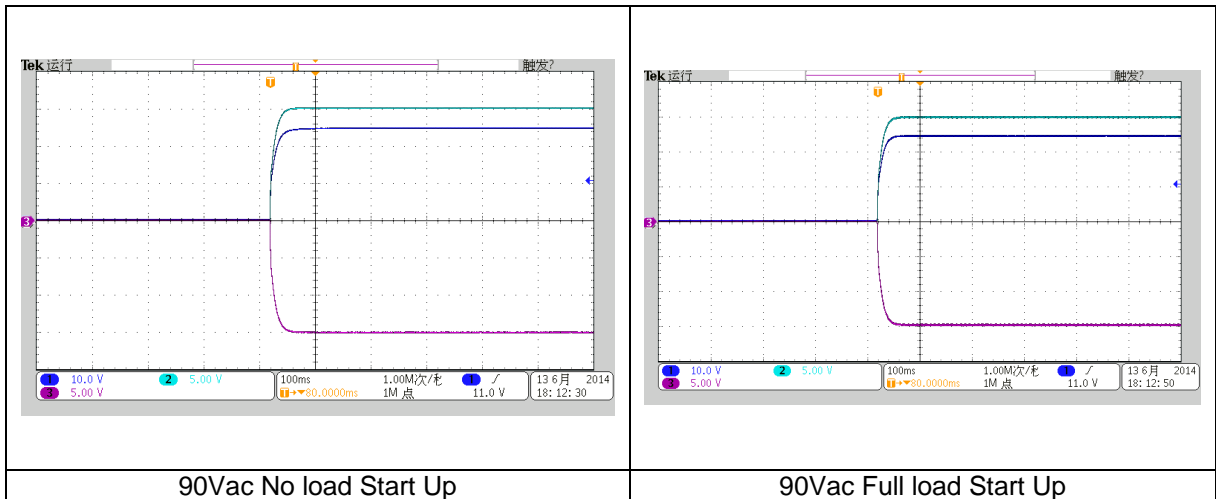 Tek 运行 触发?
T
T
3
1 10.0 V 2 5.00 V 100ms 1.00M次/秒 1 13 6月 2014
3 5.00 V T→▼80.0000ms 1M 点 11.0 V 18:12:30
90Vac No load Start Up
Tek 运行 触发?
T
T
3
1 10.0 V 2 5.00 V 100ms 1.00M次/秒 1 13 6月 2014
3 5.00 V T→▼80.0000ms 1M 点 11.0 V 18:12:50
90Vac Full load Start Up